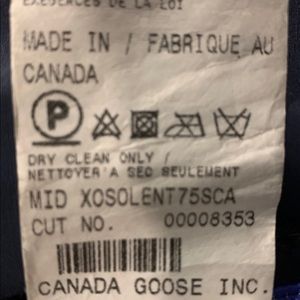 EXEGENCES DE LA LOI
MADE IN / FABRIQUE AU
CANADA
P
DRY CLEAN ONLY /
NETTOYER A SEC SEULEMENT
MID XOSOLENT75SCA
CUT NO. 00008353
CANADA GOOSE INC.